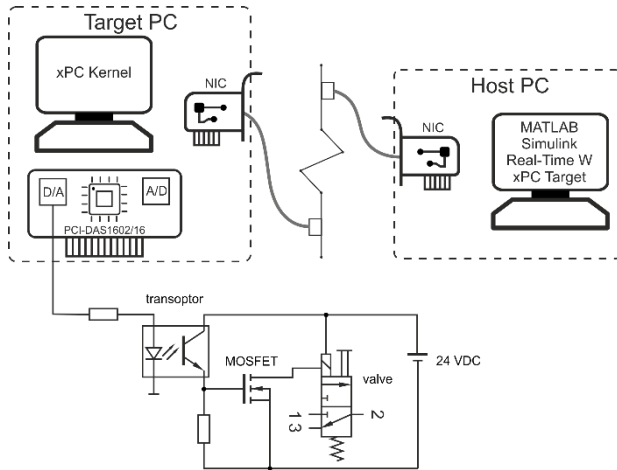 Target PC
xPC Kernel
NIC
D/A
A/D
PCI-DAS1602/16
Host PC
NIC
MATLAB
Simulink
Real-Time W
xPC Target
transoptor
MOSFET
valve
24 VDC
1
3
2